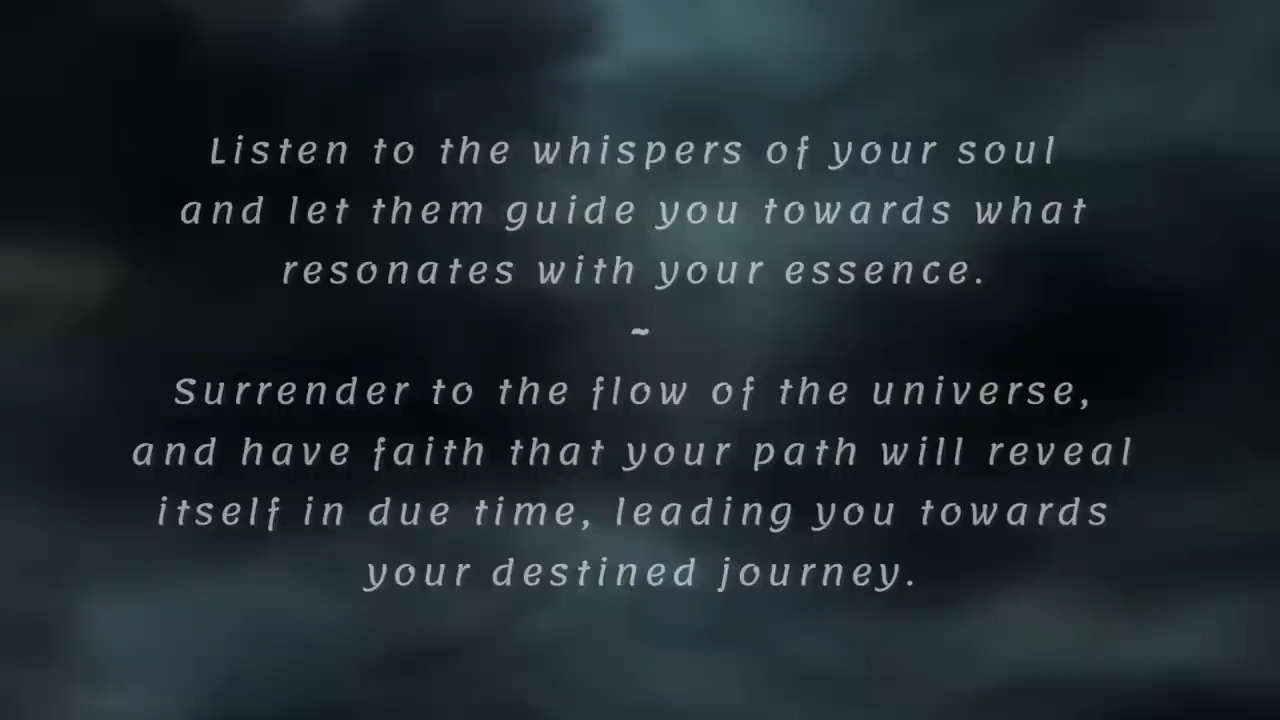 Listen to the whispers of your soul
and let them guide you towards what
resonates with your essence.
~
Surrender to the flow of the universe,
and have faith that your path will reveal
itself in due time, leading you towards
your destined journey.